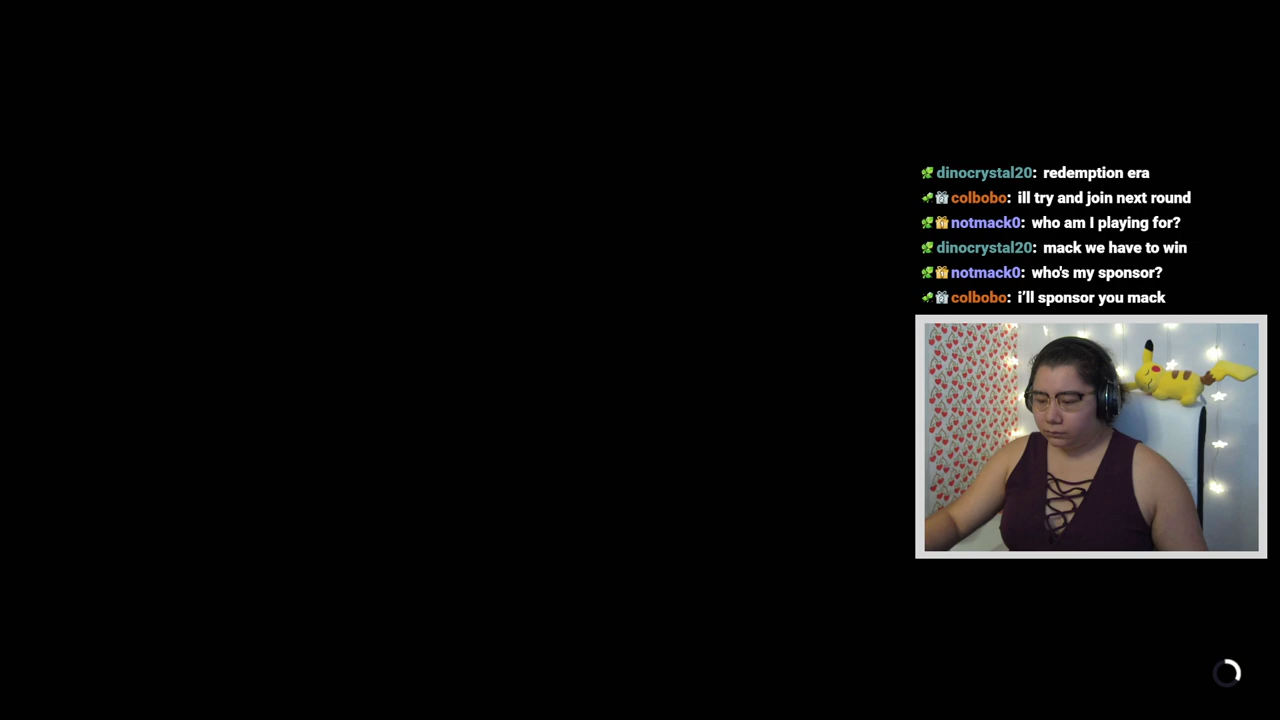 dinocrystal20: redemption era
colbobo: ill try and join next round
notmack0: who am I playing for?
dinocrystal20: mack we have to win
notmack0: who's my sponsor?
colbobo: i'll sponsor you mack